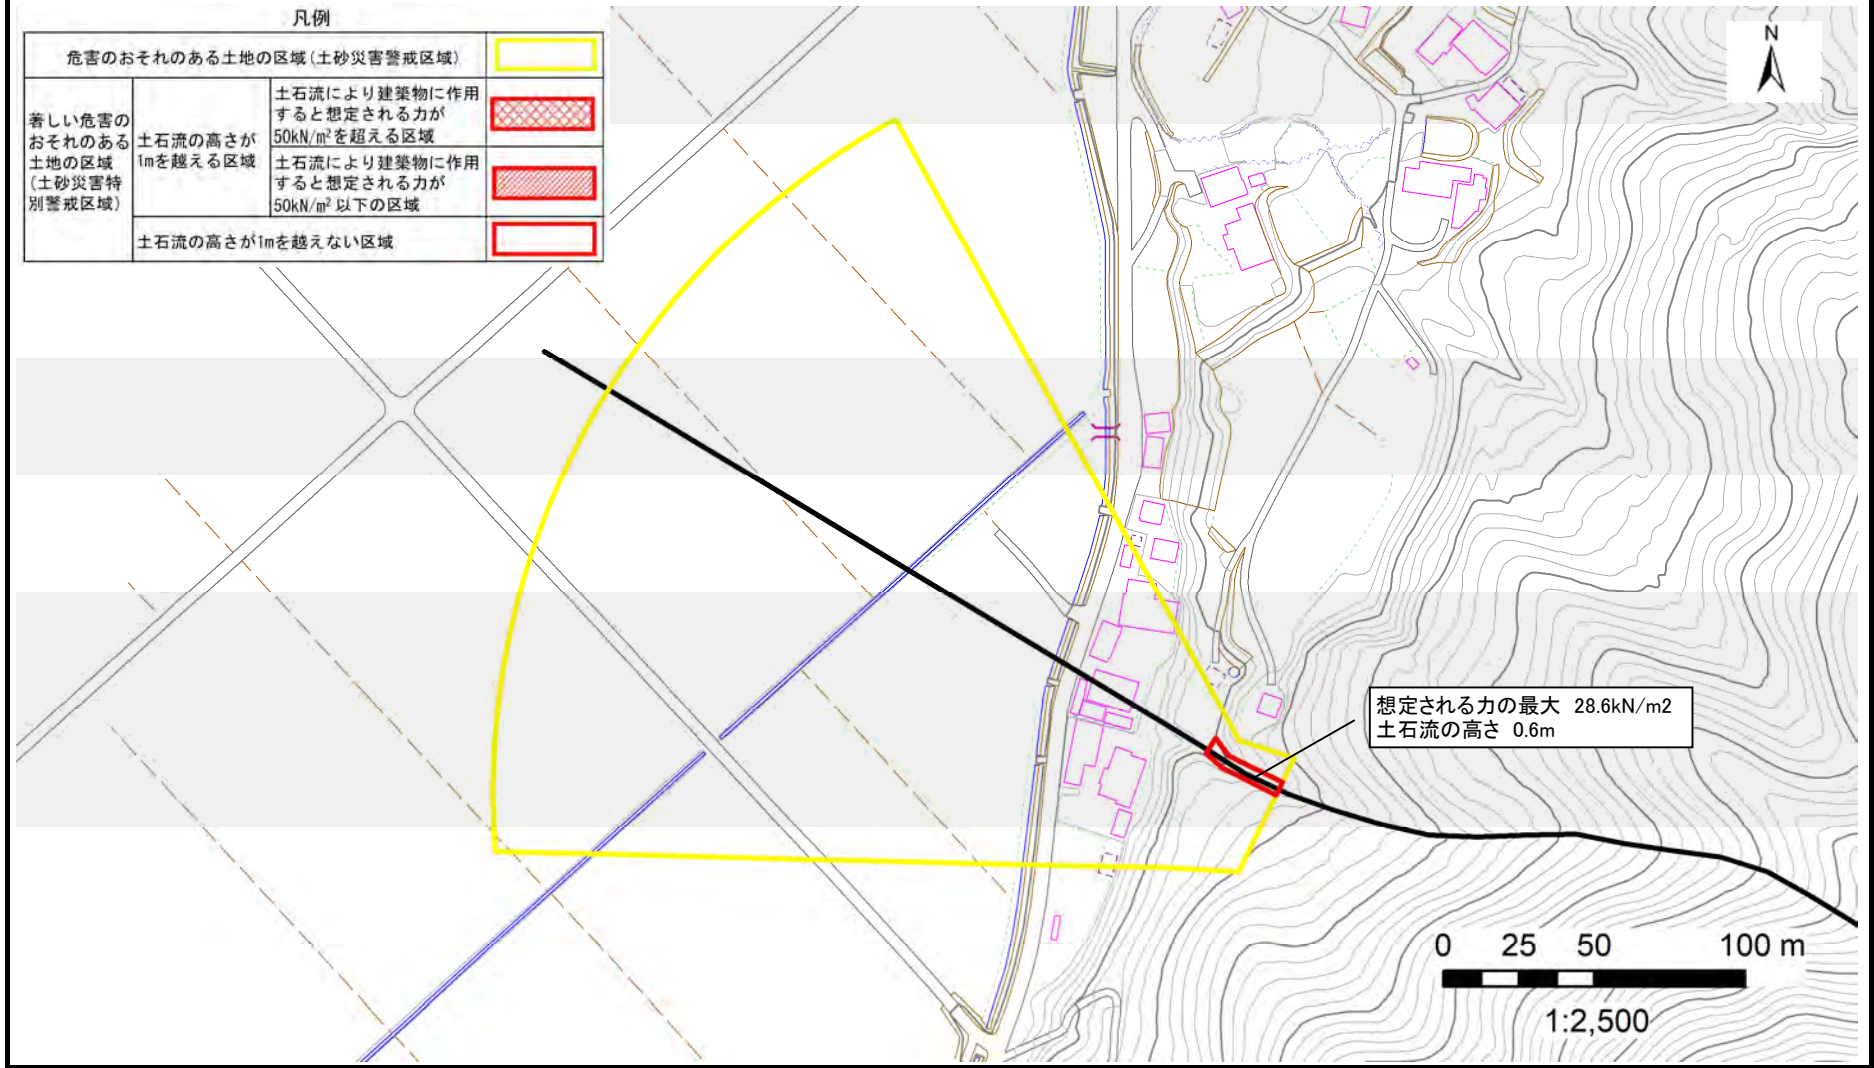 凡例
危害のおそれのある土地の区域(土砂災害警戒区域)
著しい危害の
おそれのある
土地の区域
(土砂災害特
別警戒区域)
土石流の高さが
1mを越える区域
土石流により建築物に作用
すると想定される力が
50kN/m²を超える区域
土石流により建築物に作用
すると想定される力が
50kN/m²以下の区域
土石流の高さが1mを越えない区域
N
想定される力の最大 28.6kN/m2
土石流の高さ 0.6m
0 25 50 100 m
1:2,500